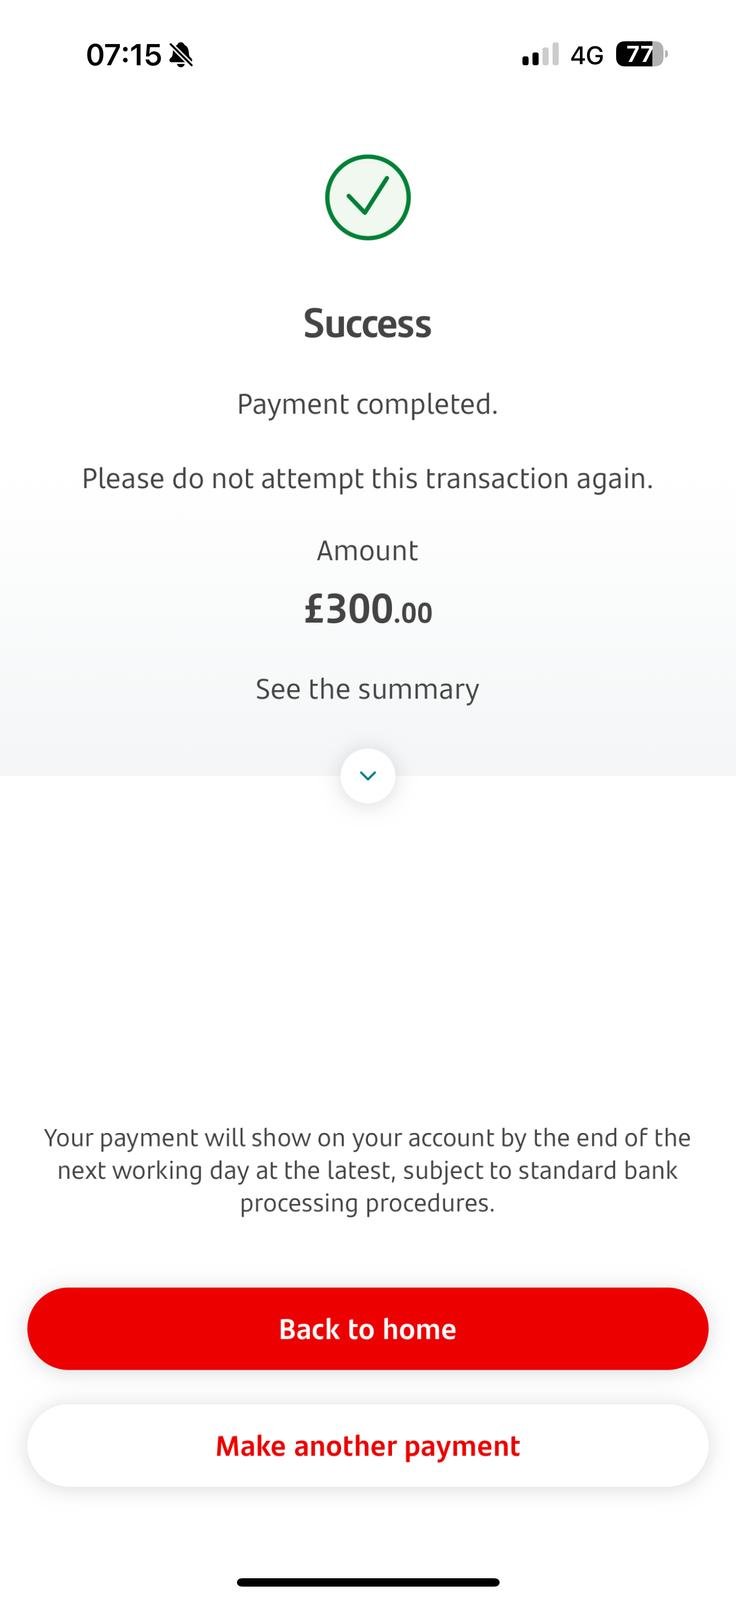 07:15
4G
77
Success
Payment completed.
Please do not attempt this transaction again.
Amount
£300.00
See the summary
Your payment will show on your account by the end of the
next working day at the latest, subject to standard bank
processing procedures.
Back to home
Make another payment